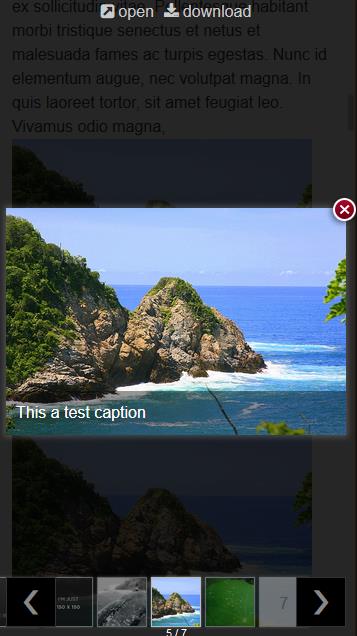 ex sollicitudin vitae. Pellentesque habitant
open download
morbi tristique senectus et netus et
malesuada fames ac turpis egestas. Nunc id
elementum augue, nec volutpat magna. In
quis laoreet tortor, sit amet feugiat leo.
Vivamus odio magna,
This a test caption
I'M JUST
150 X 150
7
5 / 7